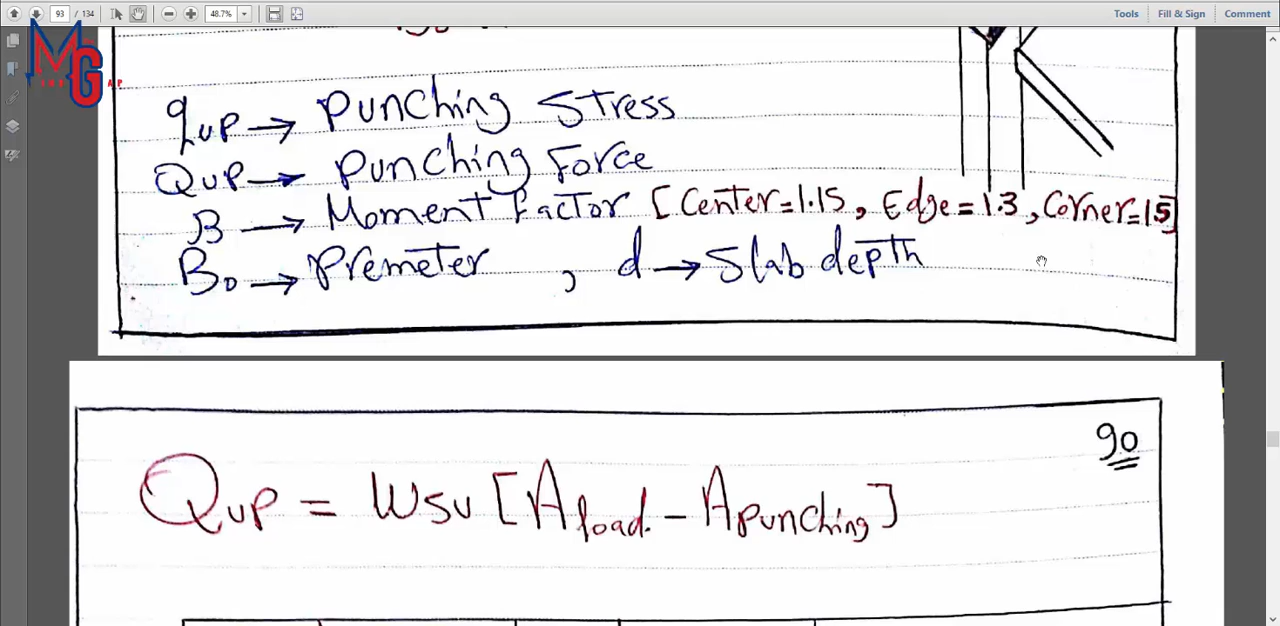 93 / 134
48.7%
Tools
Fill & Sign
Comment
MG
qup → Punching Stress
Qup → Punching Force
B → Moment Factor [Center=1.15, Edge=1.3, Corner=1.5]
Bo → Premeter , d → Slab depth
90
Qup = Wsu [Aload. - Apunching]